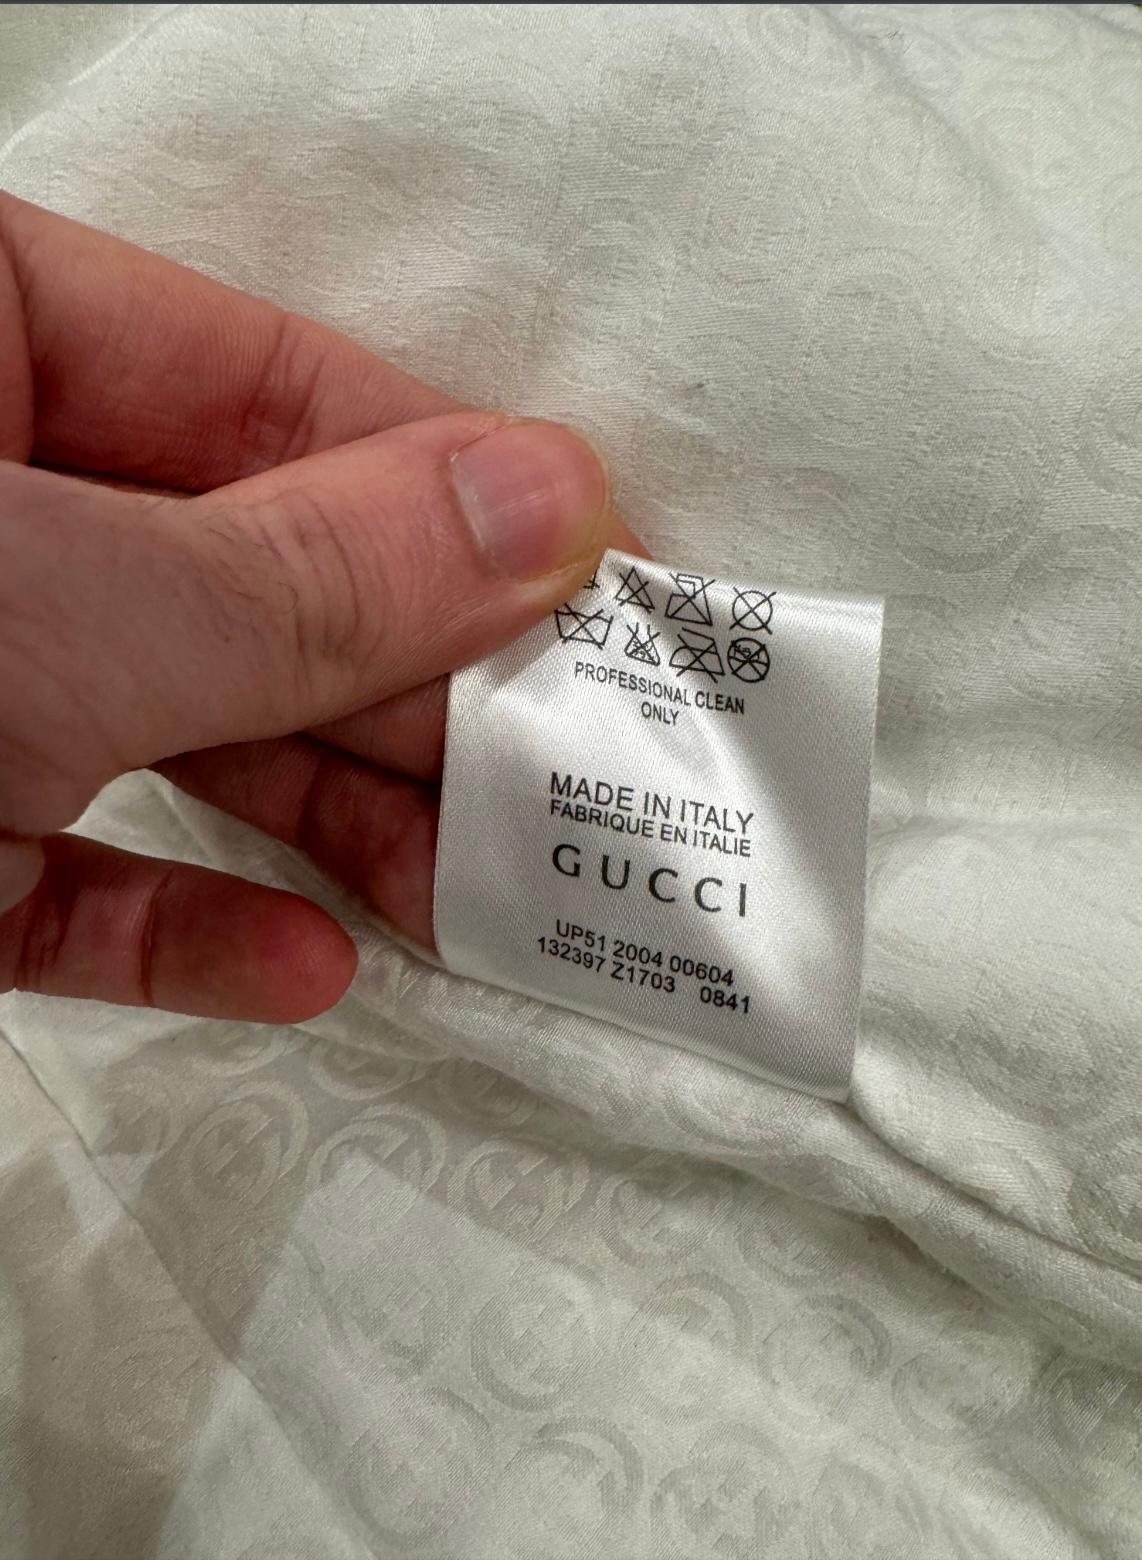 PROFESSIONAL CLEAN
ONLY
MADE IN ITALY
FABRIQUE EN ITALIE
GUCCI
UP51 2004 00604
132397 Z1703 0841